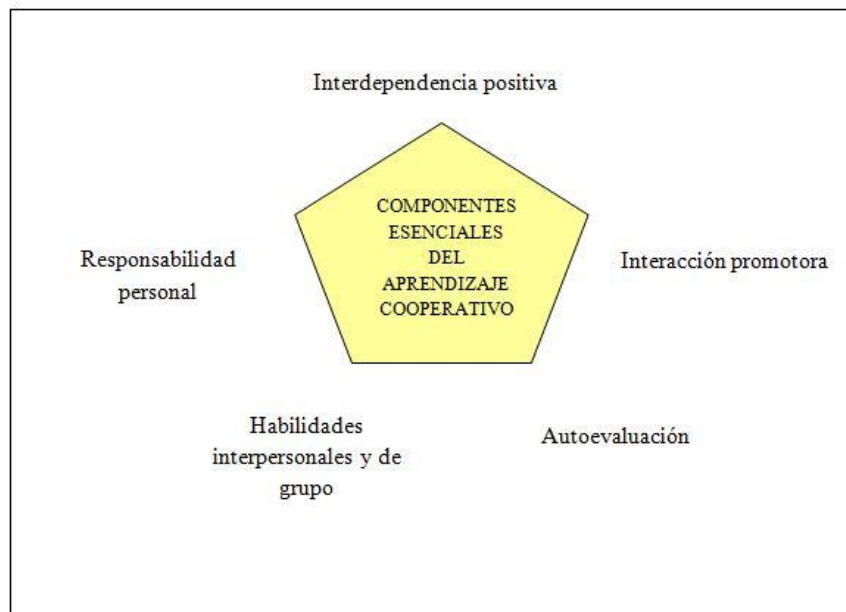 Interdependencia positiva
COMPONENTES
ESENCIALES
DEL
APRENDIZAJE
COOPERATIVO
Responsabilidad
personal
Interacción promotora
Habilidades
interpersonales y de
grupo
Autoevaluación